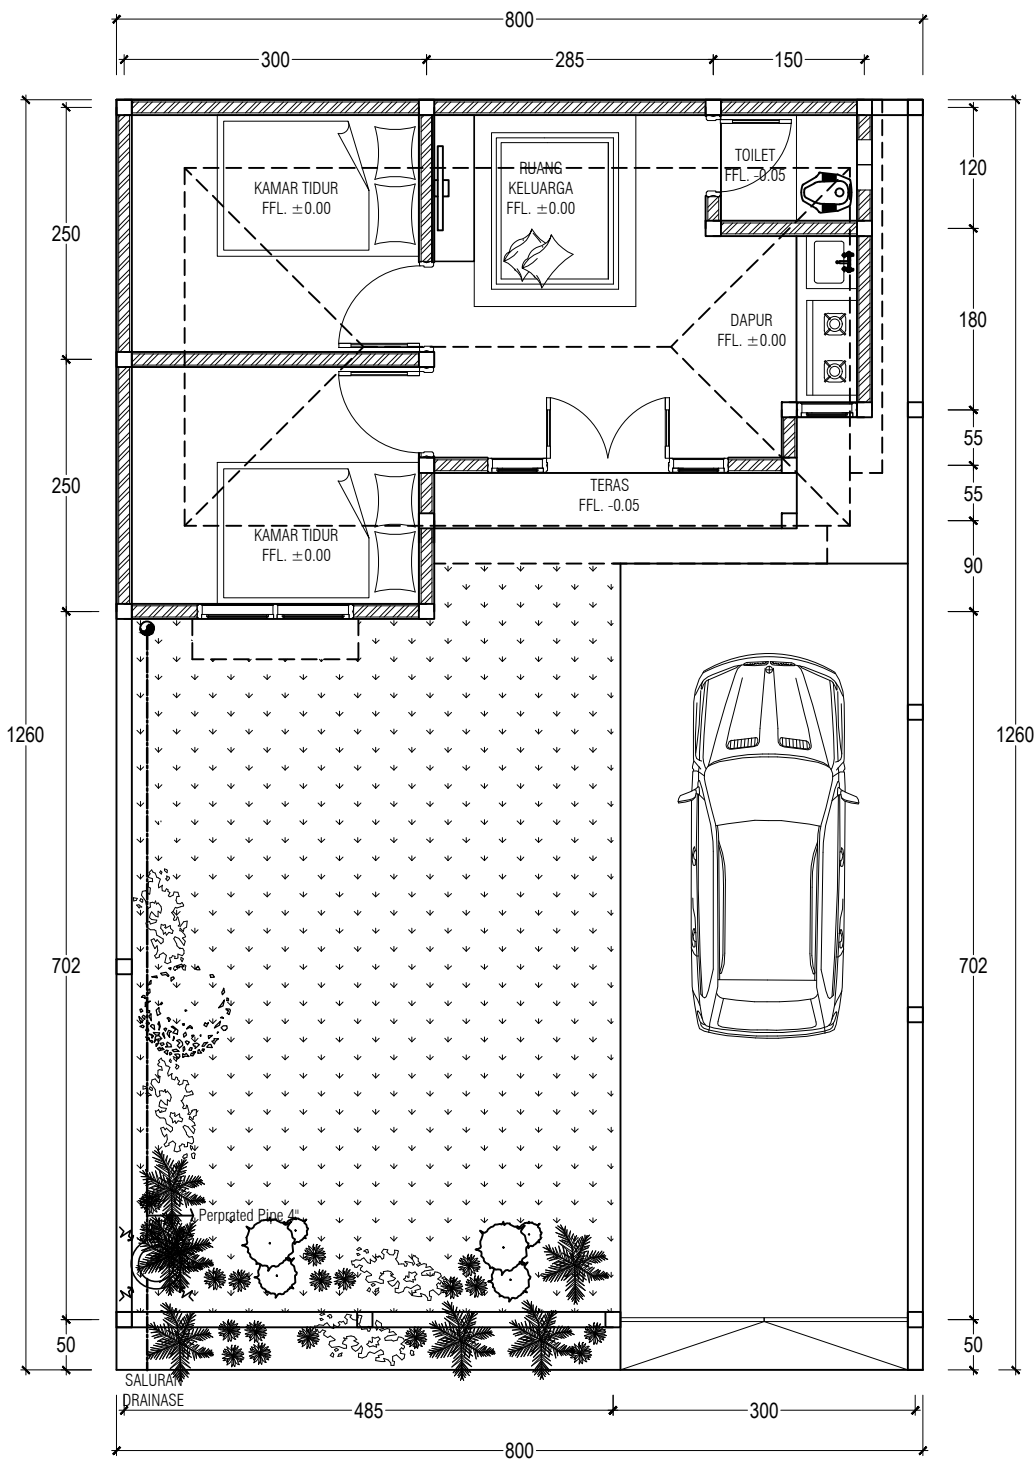 800
300
285
150
KAMAR TIDUR
FFL. ±0.00
RUANG
KELUARGA
FFL. ±0.00
TOILET
FFL. -0.05
120
250
180
DAPUR
FFL. ±0.00
55
250
TERAS
FFL. -0.05
55
KAMAR TIDUR
FFL. ±0.00
90
1260
1260
702
702
Perprated Pipe 4"
50
50
SALURAN
DRAINASE
485
300
800